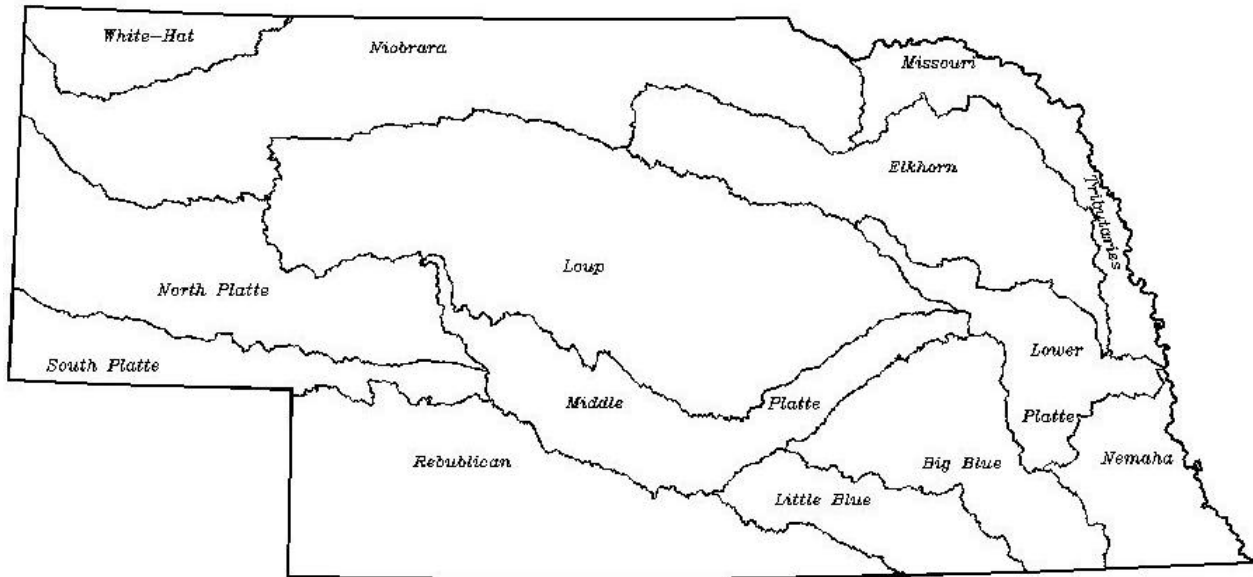 White-Hat
Niobrara
Missouri
Elkhorn
Tributaries
Loup
North Platte
South Platte
Lower
Middle
Platte
Platte
Rebublican
Big Blue
Nemaha
Little Blue